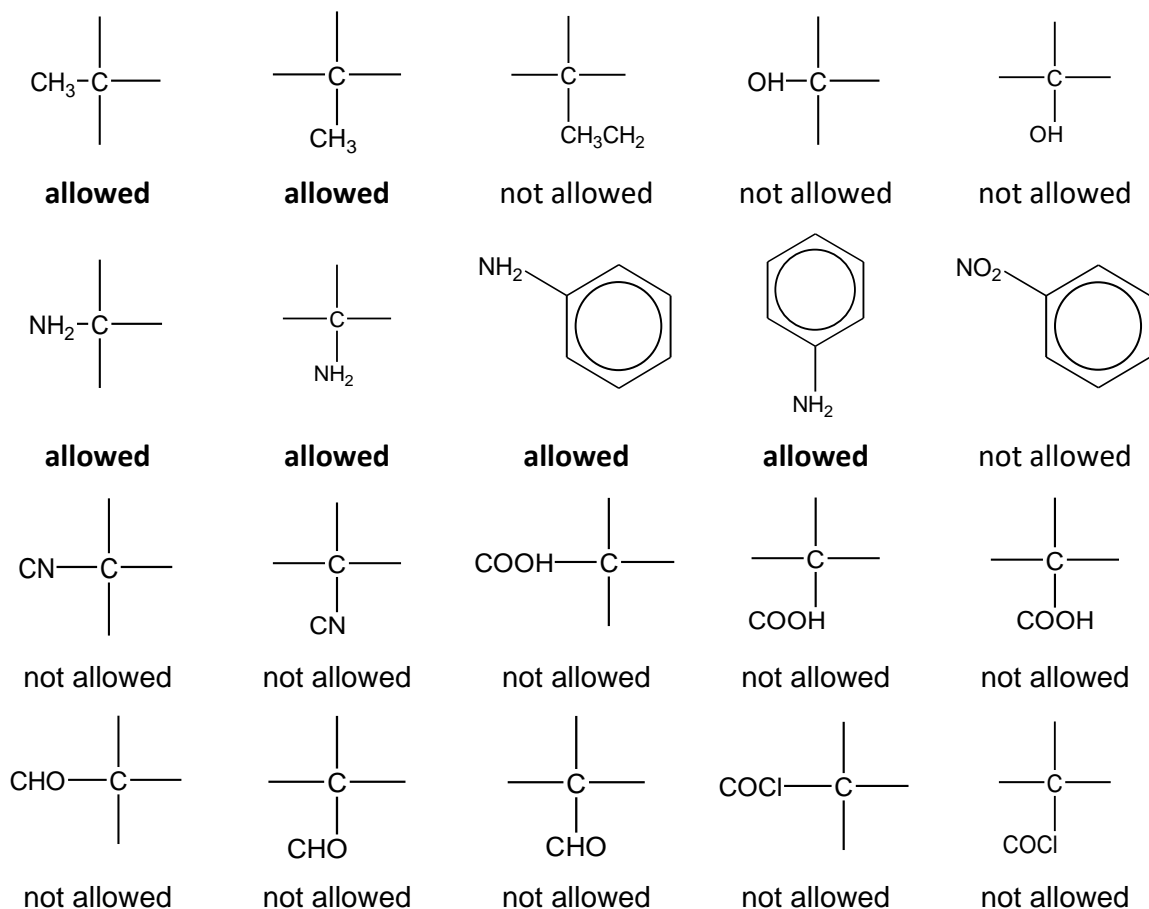 CH₃ C C C OH C C
CH₃ CH₃CH₂ OH
allowed allowed not allowed not allowed not allowed
NH₂ NO₂
NH₂ C C
NH₂ NH₂
allowed allowed allowed allowed not allowed
CN C C COOH C C C
CN COOH COOH
not allowed not allowed not allowed not allowed not allowed
CHO C C C COCl C C
CHO CHO COCl
not allowed not allowed not allowed not allowed not allowed